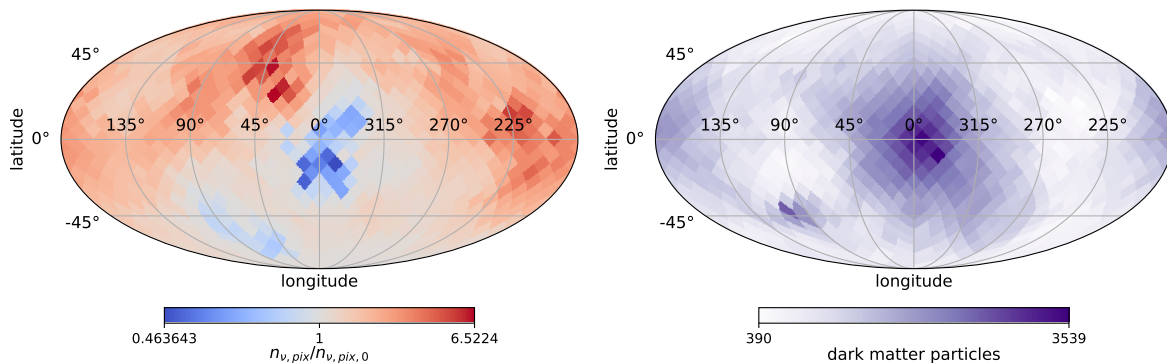 45°
135° 90° 45° 0° 315° 270° 225°
0°
-45°
latitude
longitude
0.463643 1 6.5224
n_{ν,pix}/n_{ν,pix,0}
45°
135° 90° 45° 0° 315° 270° 225°
0°
-45°
latitude
longitude
390 3539
dark matter particles